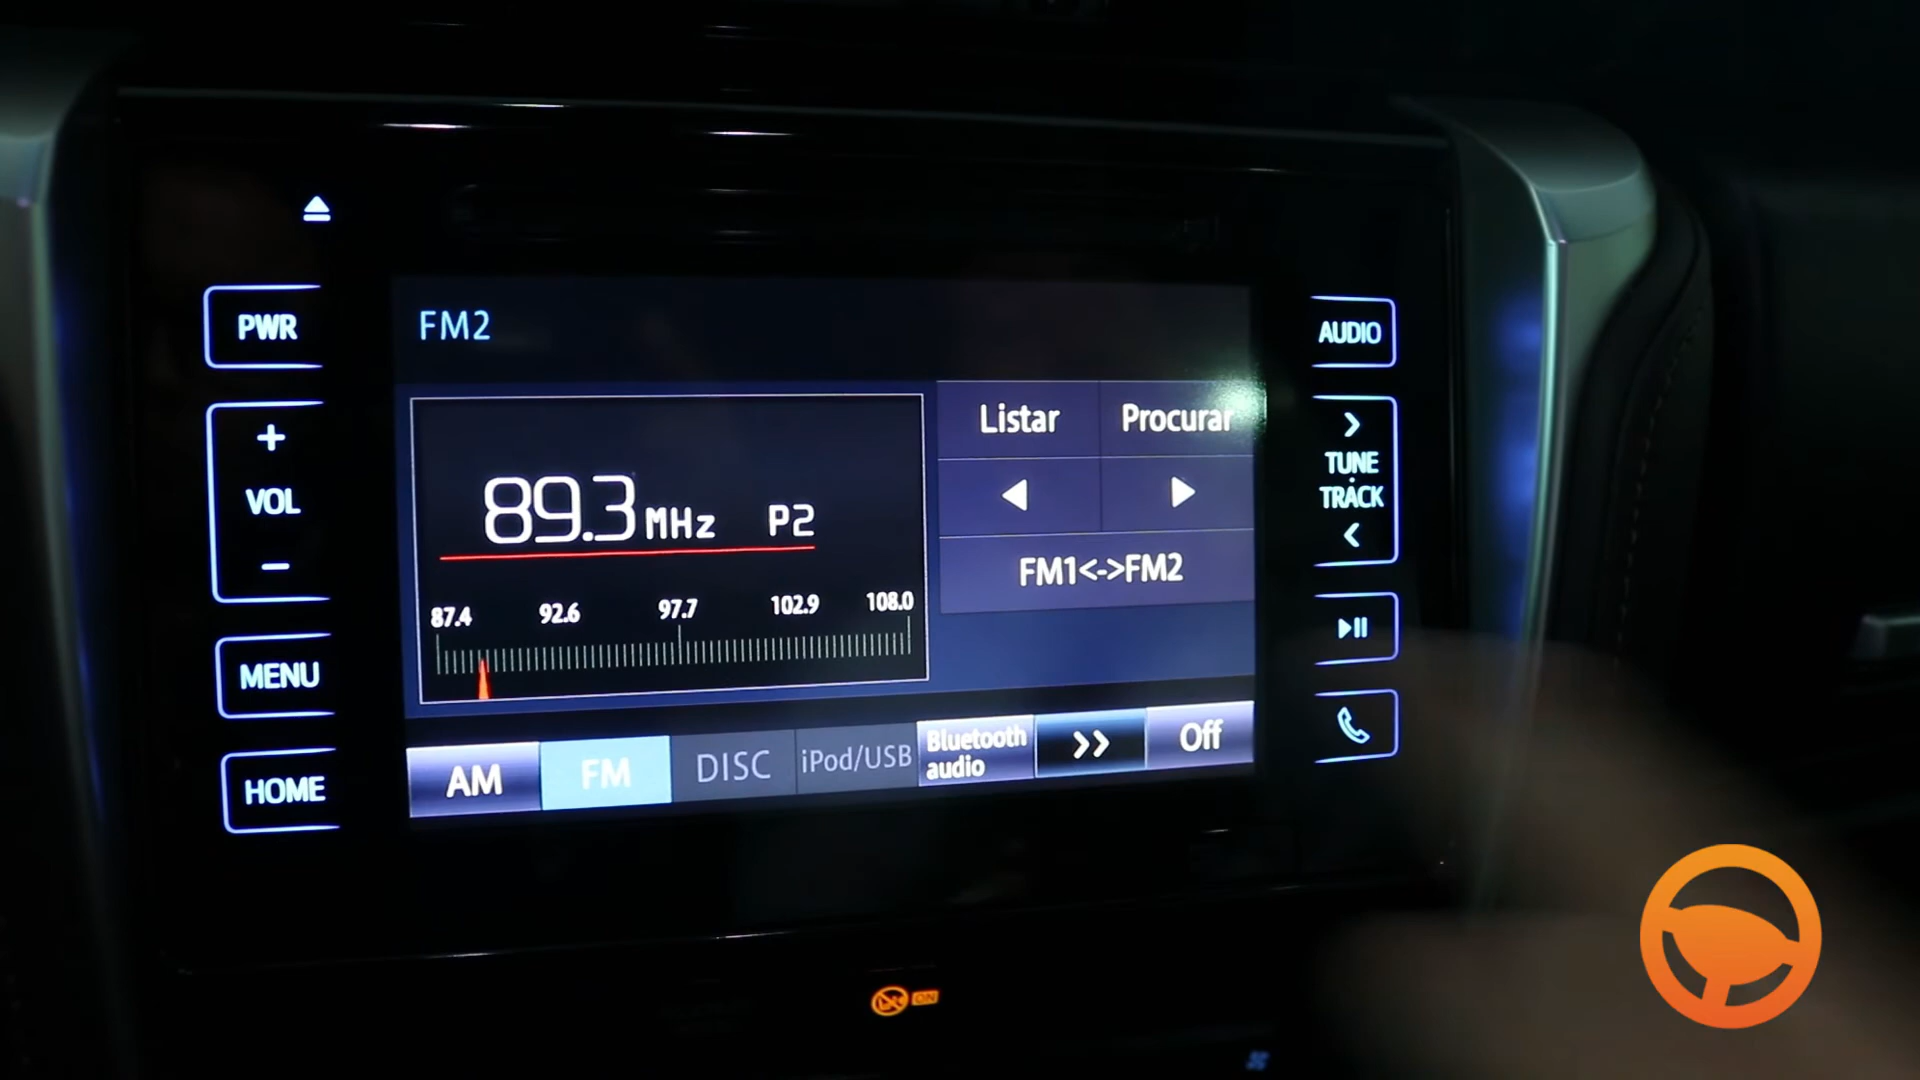 PWR
+
VOL
−
MENU
HOME
FM2
89.3 MHz P2
87.4 92.6 97.7 102.9 108.0
Listar Procurar
FM1<->FM2
AM FM DISC iPod/USB Bluetooth
audio >> Off
AUDIO
>
TUNE
TRACK
<
ON